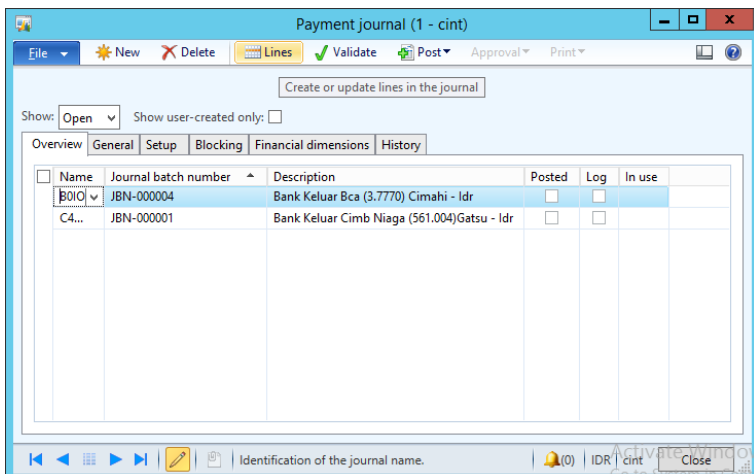 Payment journal (1 - cint)
File New Delete Lines Validate Post Approval Print
Create or update lines in the journal
Show: Open Show user-created only:
Overview General Setup Blocking Financial dimensions History
Name Journal batch number Description Posted Log In use
B0IO JBN-000004 Bank Keluar Bca (3.7770) Cimahi - Idr
C4... JBN-000001 Bank Keluar Cimb Niaga (561.004)Gatsu - Idr
Identification of the journal name. (0) IDR cint Close
Activate Windo